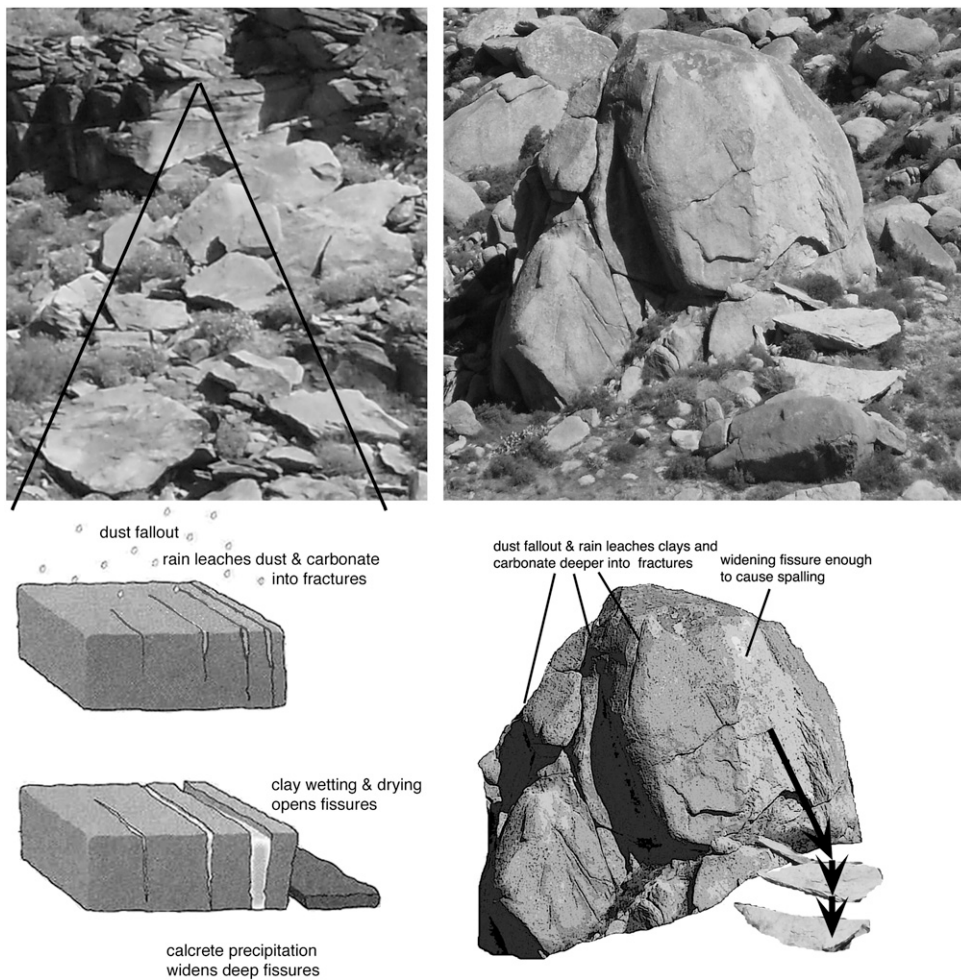 dust fallout
rain leaches dust & carbonate
into fractures
clay wetting & drying
opens fissures
calcrete precipitation
widens deep fissures
dust fallout & rain leaches clays and
carbonate deeper into fractures
widening fissure enough
to cause spalling